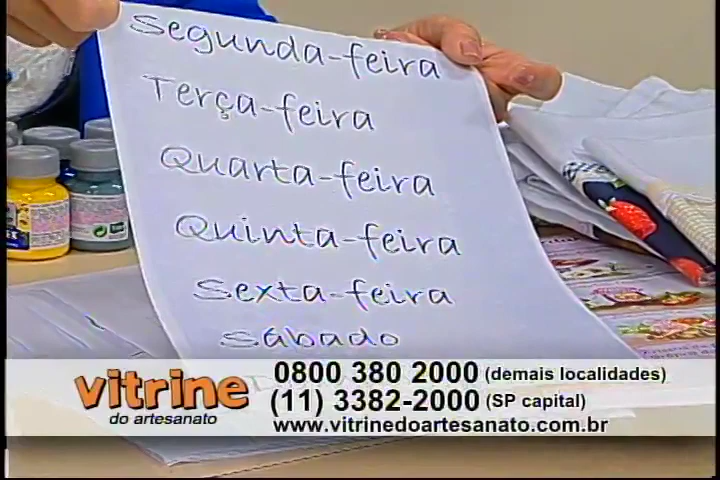 Segunda-feira
Terça-feira
Quarta-feira
Quinta-feira
Sexta-feira
Sábado
vitrine
do artesanato
0800 380 2000 (demais localidades)
(11) 3382-2000 (SP capital)
www.vitrinedoartesanato.com.br